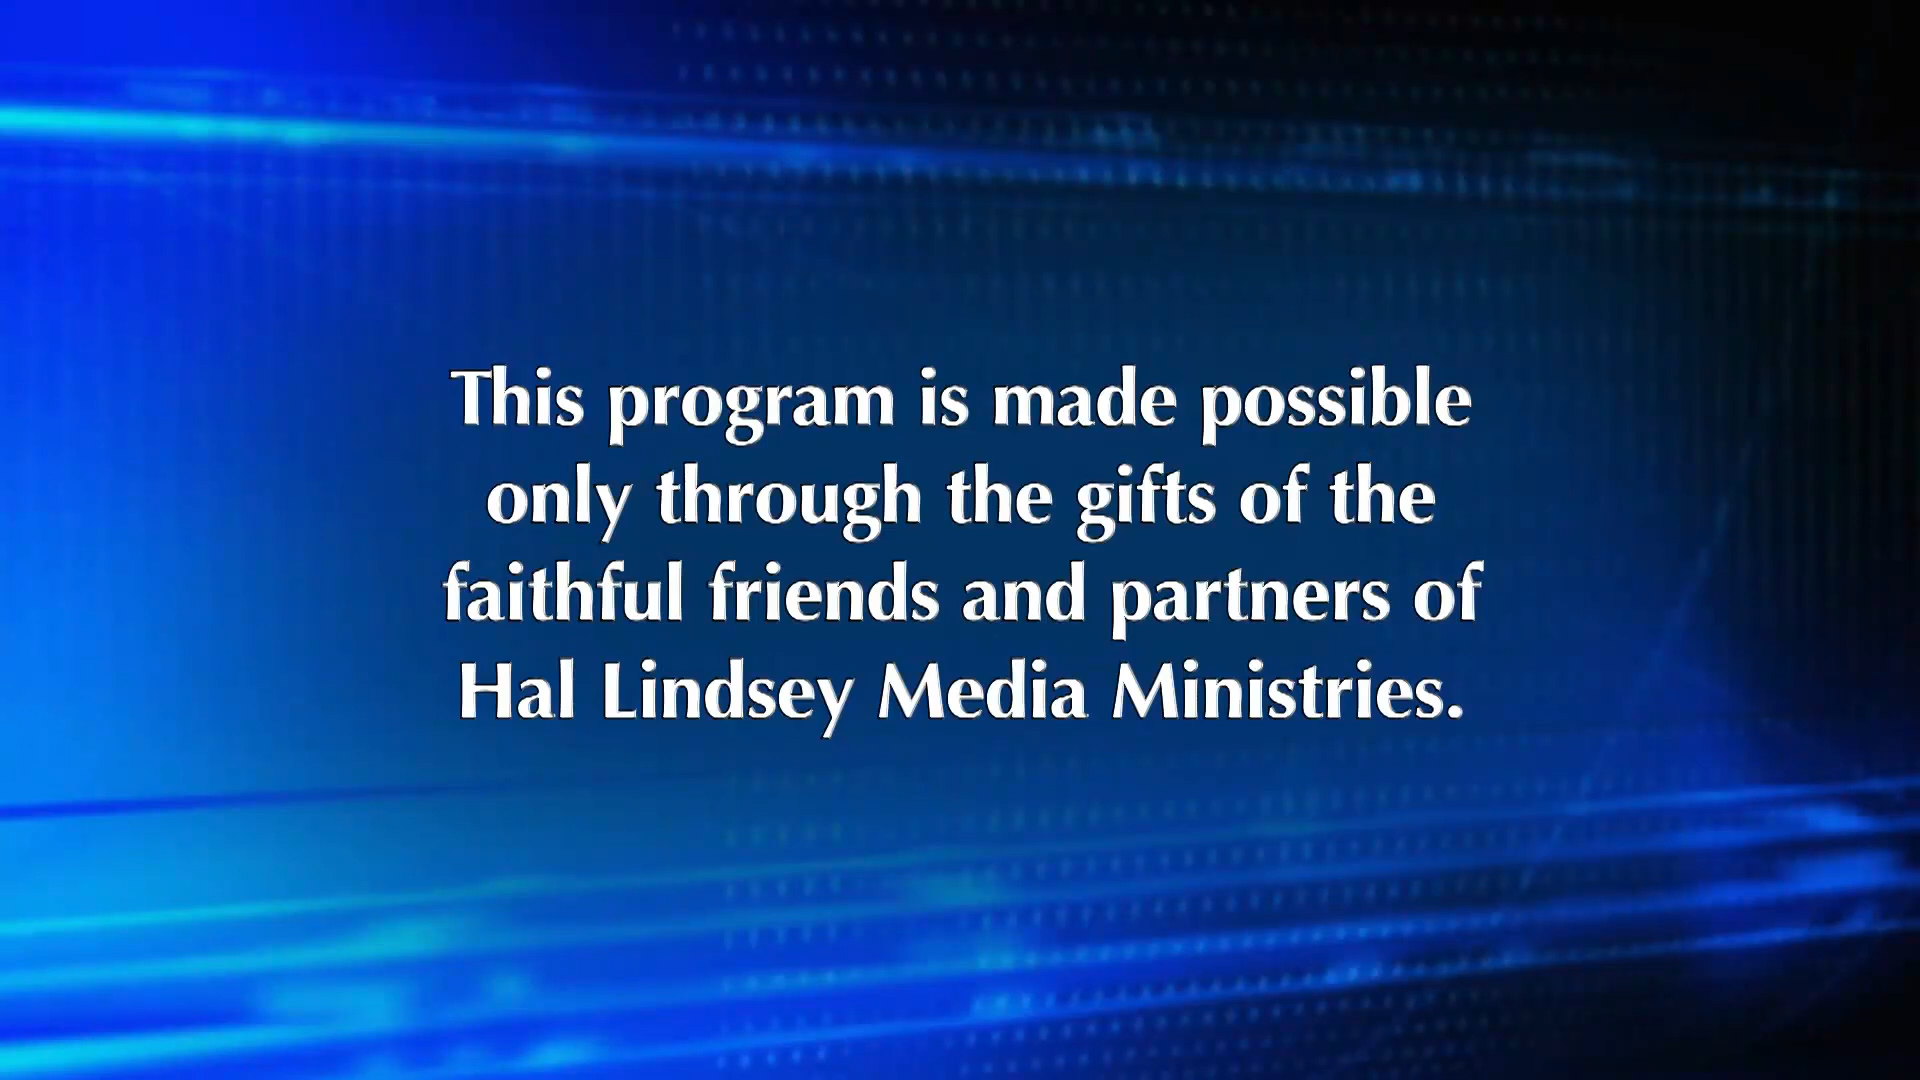 This program is made possible
only through the gifts of the
faithful friends and partners of
Hal Lindsey Media Ministries.